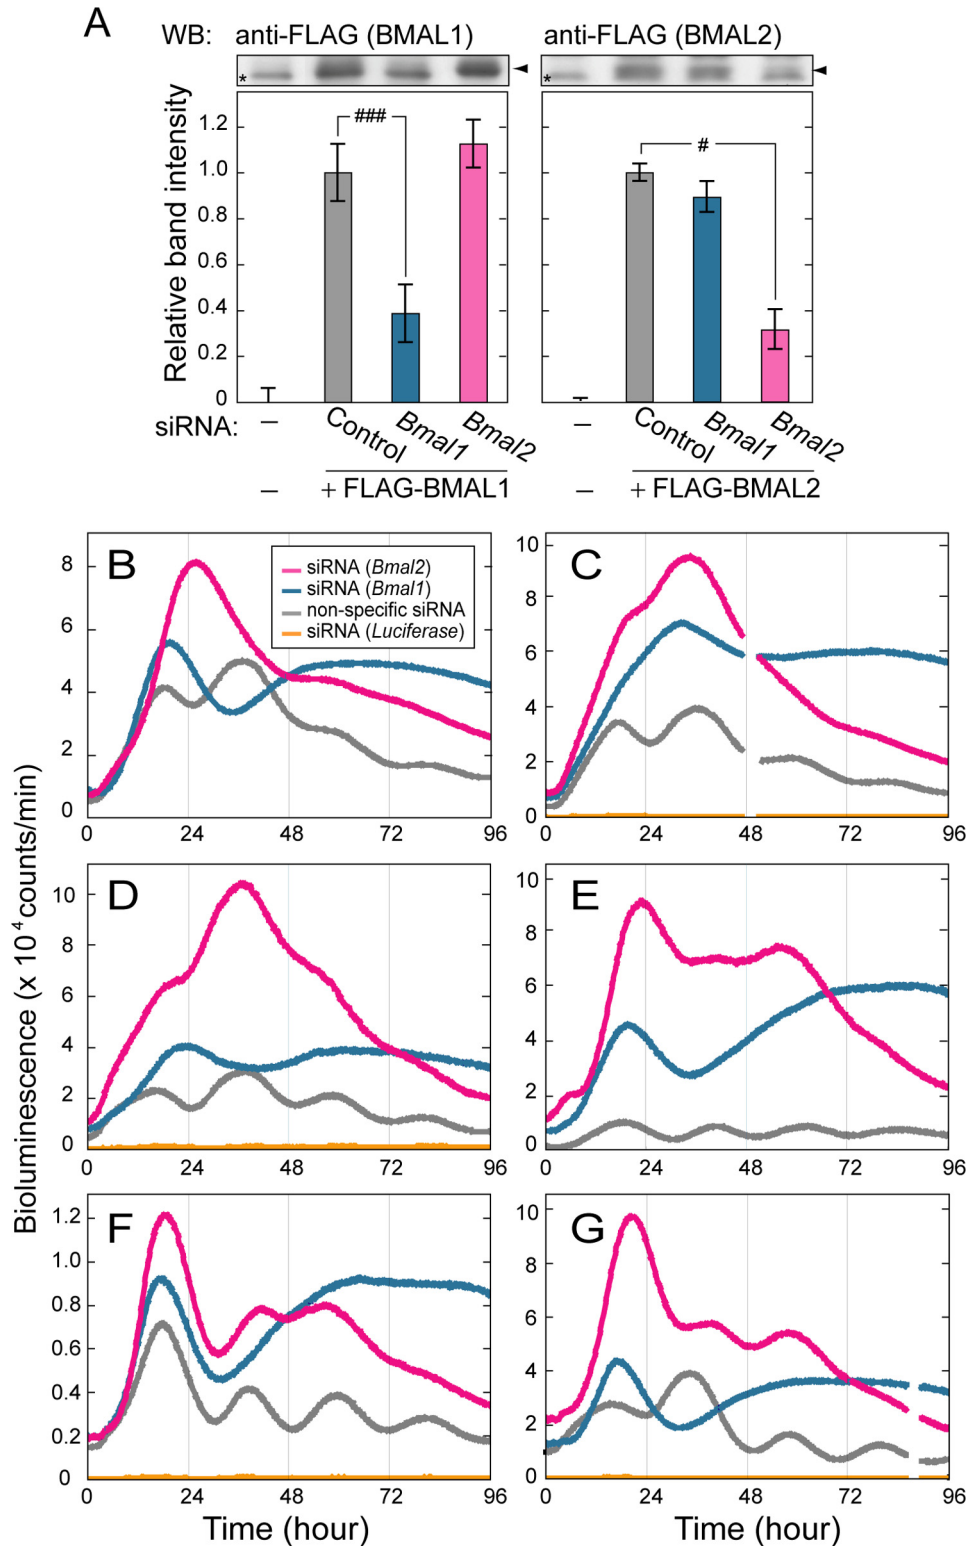 A
WB: anti-FLAG (BMAL1) anti-FLAG (BMAL2)
* *
Relative band intensity
1.2
1.0
0.8
0.6
0.4
0.2
0
###
#
siRNA: – Control Bmal1 Bmal2 – Control Bmal1 Bmal2
– + FLAG-BMAL1 – + FLAG-BMAL2
Bioluminescence (x 10⁴ counts/min)
B
8
6
4
2
0
0 24 48 72 96
siRNA (Bmal2)
siRNA (Bmal1)
non-specific siRNA
siRNA (Luciferase)
C
10
8
6
4
2
0
0 24 48 72 96
D
10
8
6
4
2
0
0 24 48 72 96
E
10
8
6
4
2
0
0 24 48 72 96
F
1.2
1.0
0.8
0.6
0.4
0.2
0
0 24 48 72 96
Time (hour)
G
10
8
6
4
2
0
0 24 48 72 96
Time (hour)